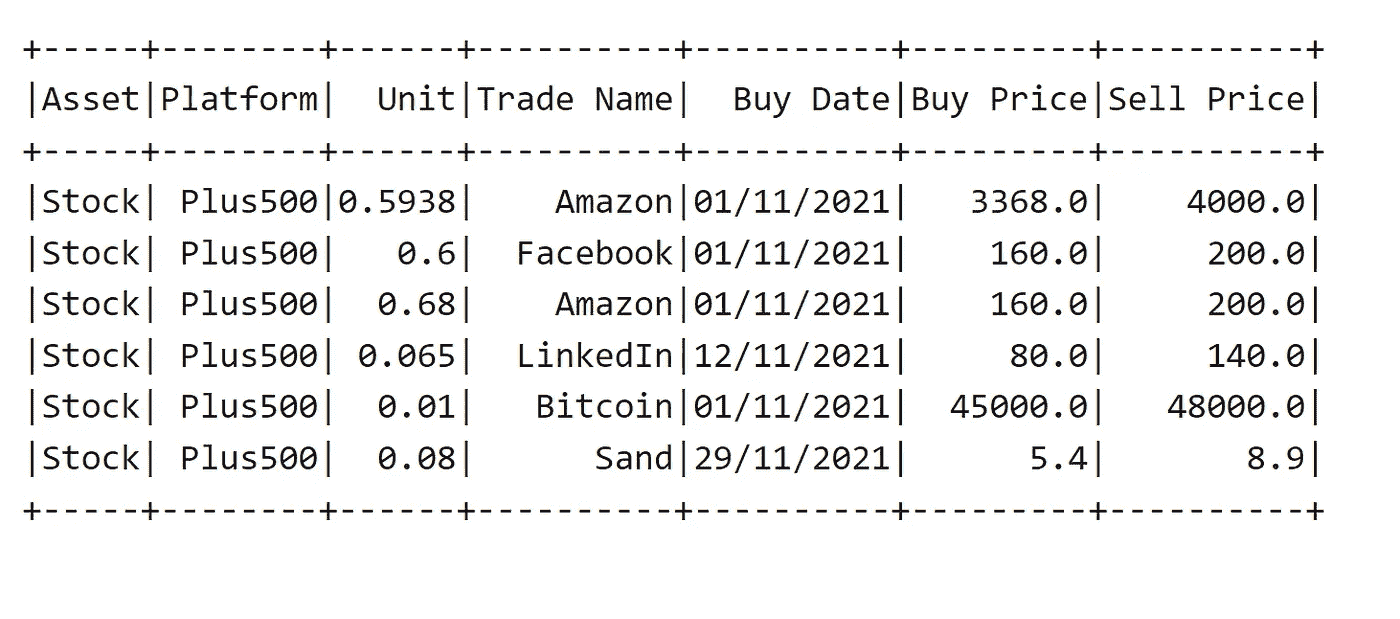 +-----+--------+------+----------+----------+---------+----------+
|Asset|Platform|  Unit|Trade Name|  Buy Date|Buy Price|Sell Price|
+-----+--------+------+----------+----------+---------+----------+
|Stock| Plus500|0.5938|    Amazon|01/11/2021|   3368.0|    4000.0|
|Stock| Plus500|   0.6|  Facebook|01/11/2021|    160.0|     200.0|
|Stock| Plus500|  0.68|    Amazon|01/11/2021|    160.0|     200.0|
|Stock| Plus500| 0.065|  LinkedIn|12/11/2021|     80.0|     140.0|
|Stock| Plus500|  0.01|   Bitcoin|01/11/2021|  45000.0|   48000.0|
|Stock| Plus500|  0.08|      Sand|29/11/2021|      5.4|       8.9|
+-----+--------+------+----------+----------+---------+----------+